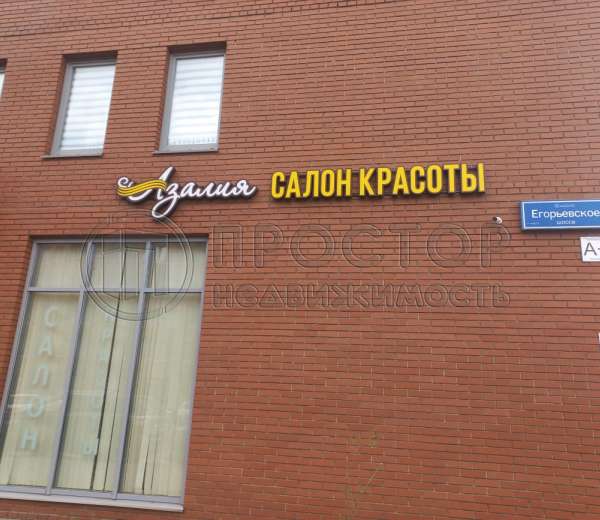 Азалия САЛОН КРАСОТЫ
Егорьевское
шоссе
А-
ПРОСТОР
НЕДВИЖИМОСТЬ
САЛОН